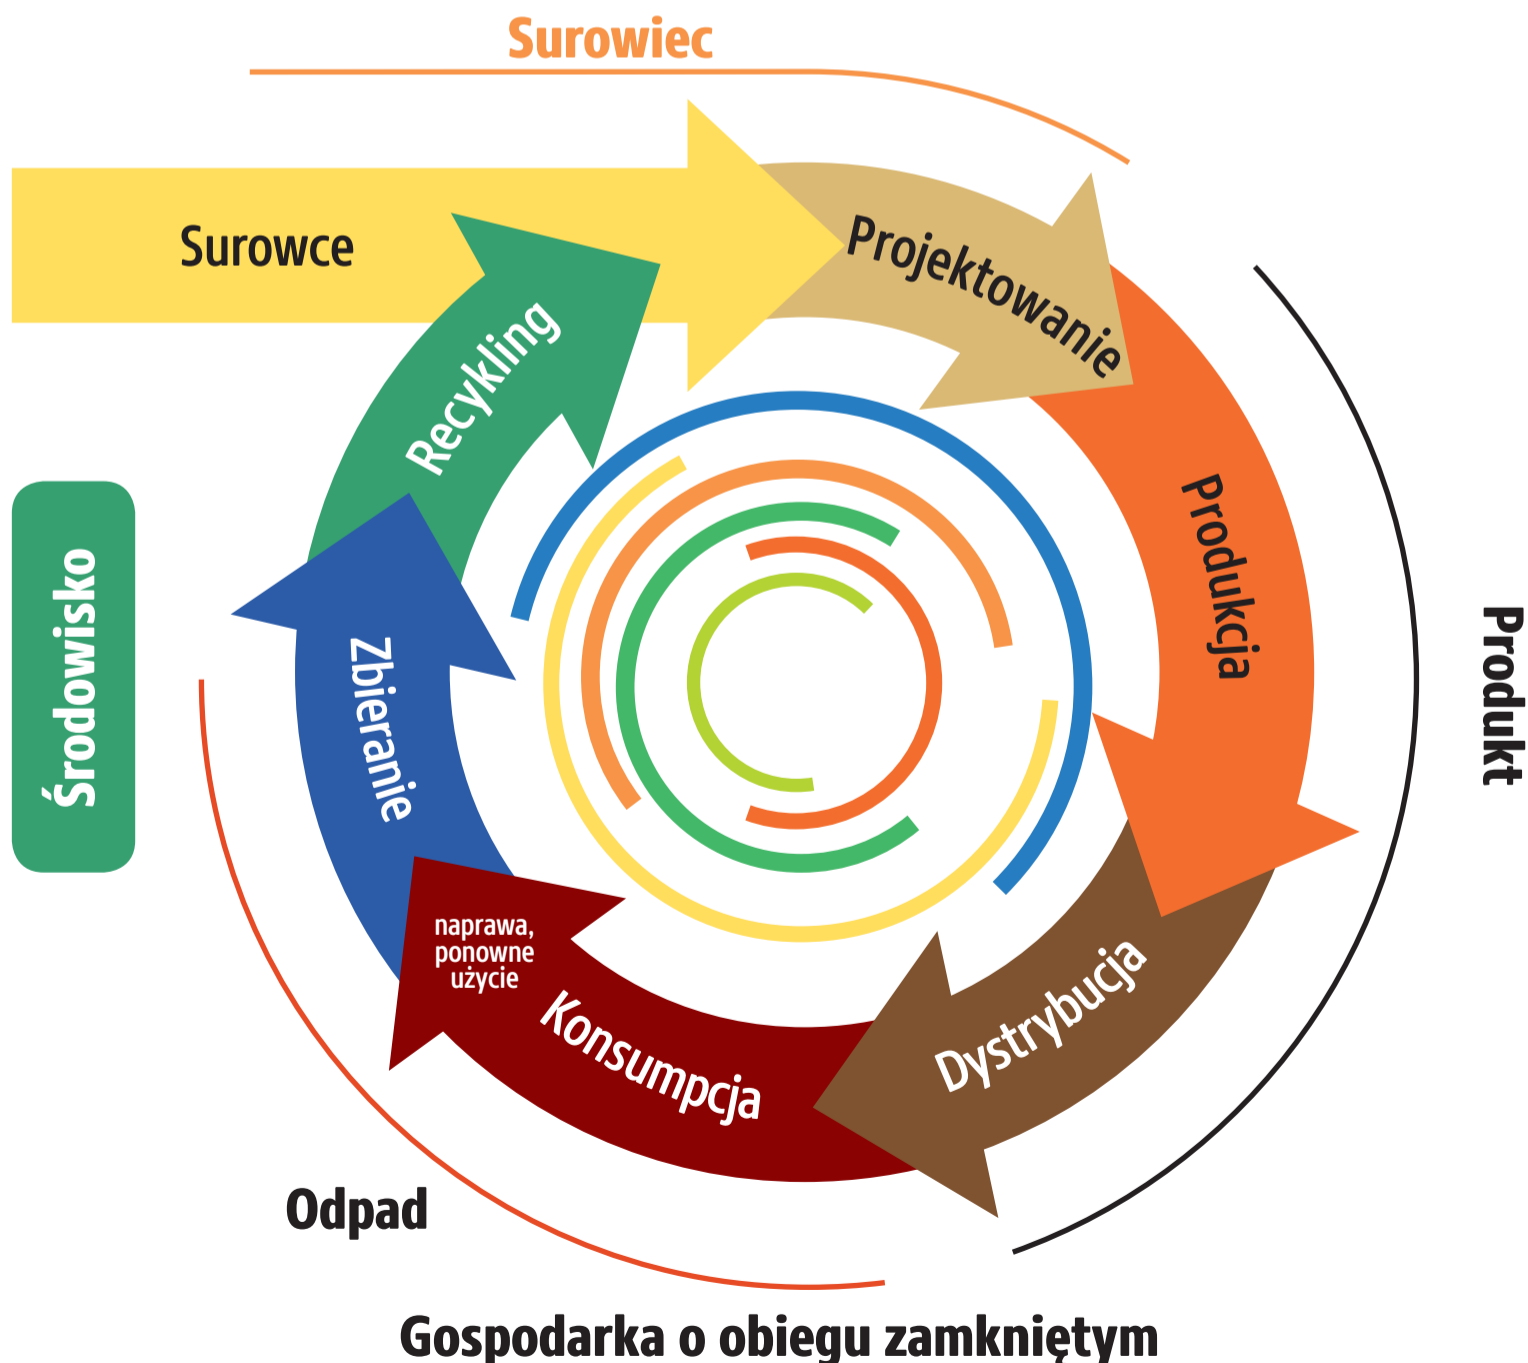 Surowiec
Surowce
Projektowanie
Recykling
Produkcja
Środowisko
Produkt
Zbieranie
naprawa,
ponowne
użycie
Konsumpcja
Dystrybucja
Odpad
Gospodarka o obiegu zamkniętym